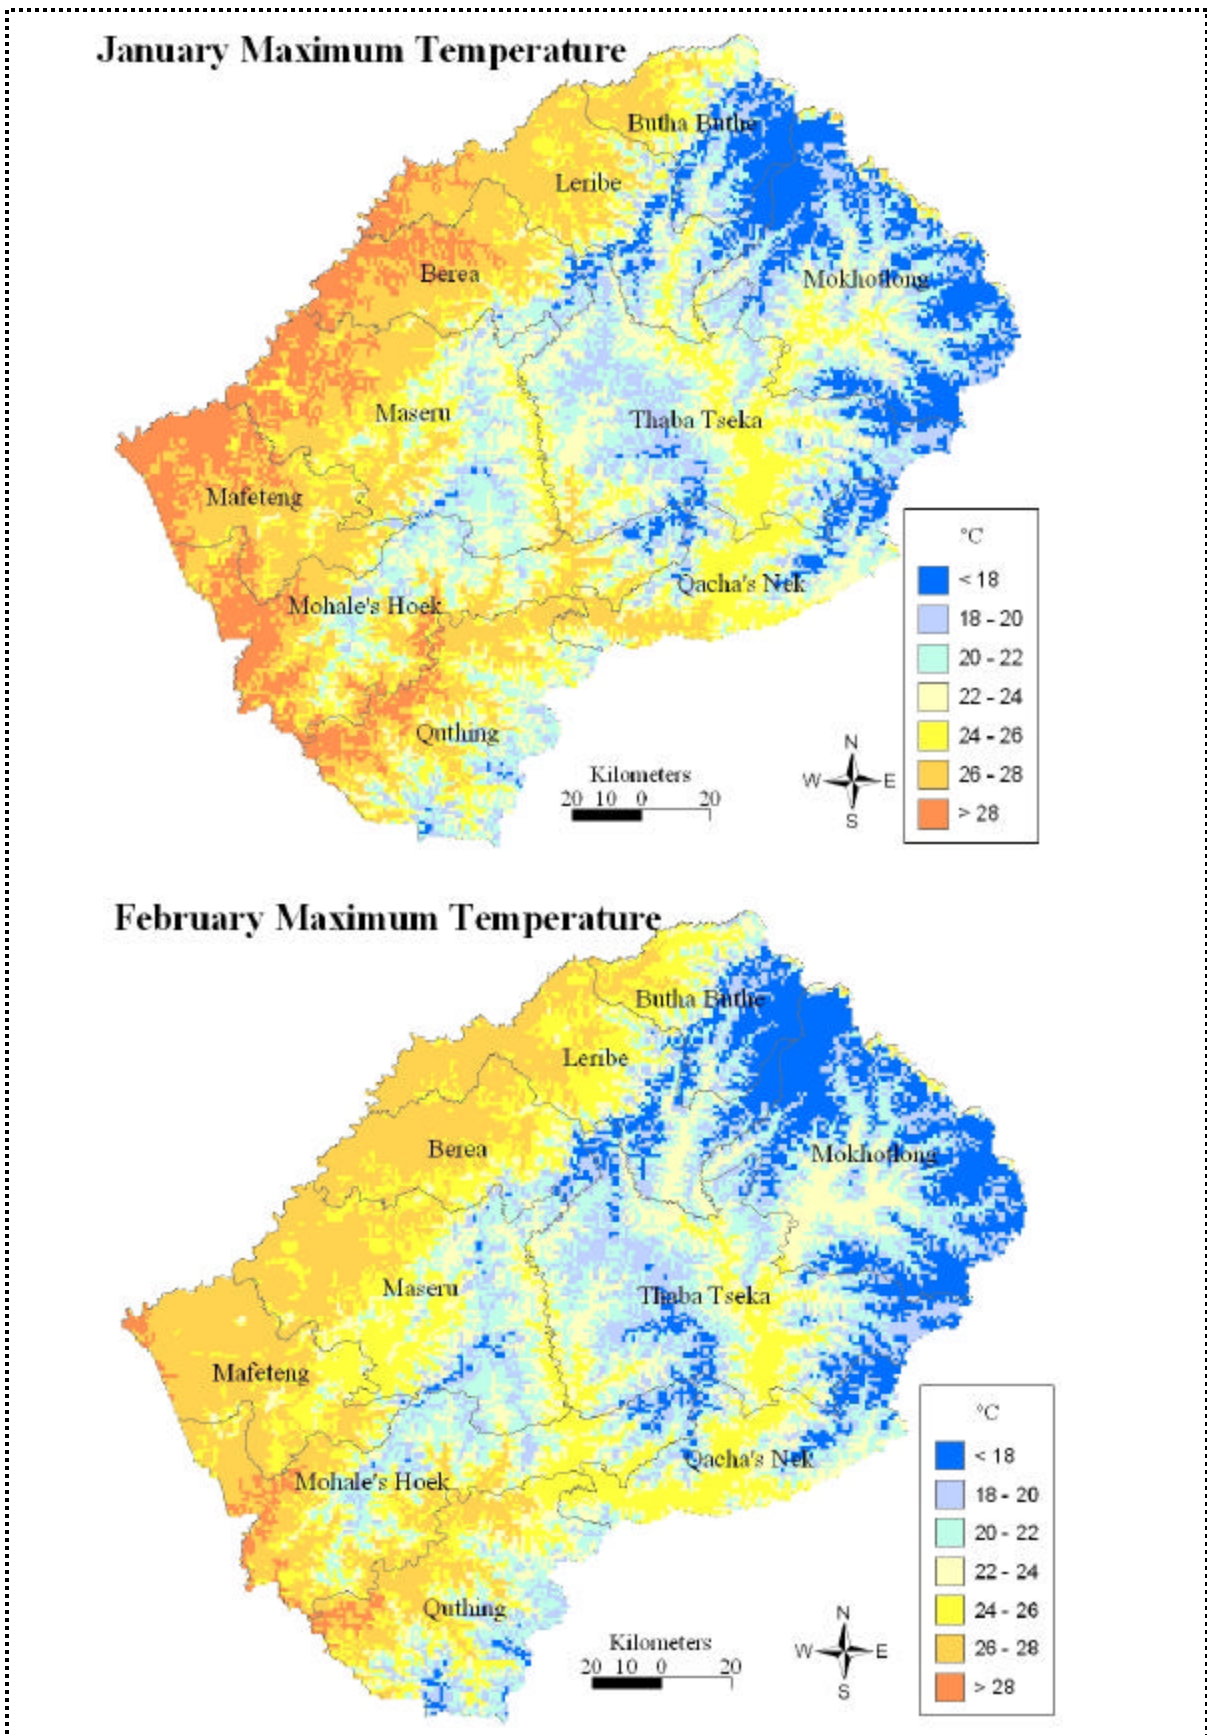 January Maximum Temperature
Butha Buthe
Leribe
Berea
Mokhotlong
Maseru
Thaba Tseka
Mafeteng
Qacha's Nek
Mohale's Hoek
Quthing
°C
< 18
18 - 20
20 - 22
22 - 24
24 - 26
26 - 28
> 28
Kilometers
20 10 0 20
N
W E
S
February Maximum Temperature
Butha Buthe
Leribe
Berea
Mokhotlong
Maseru
Thaba Tseka
Mafeteng
Qacha's Nek
Mohale's Hoek
Quthing
°C
< 18
18 - 20
20 - 22
22 - 24
24 - 26
26 - 28
> 28
Kilometers
20 10 0 20
N
W E
S